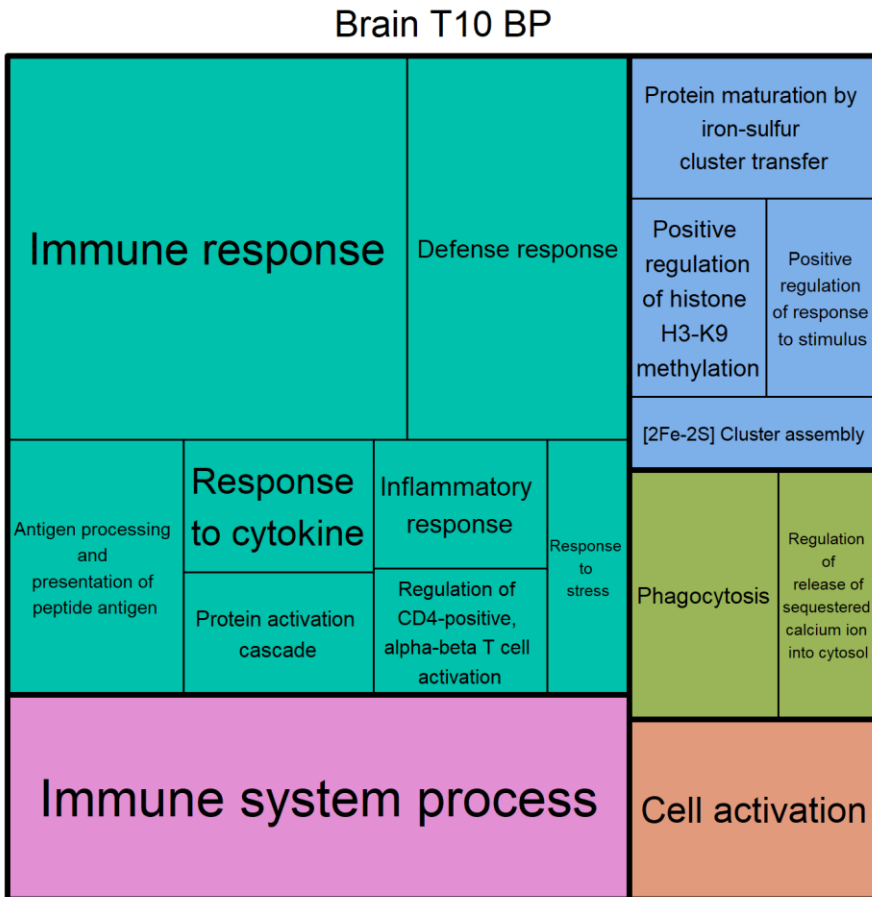 Brain T10 BP
Immune response
Defense response
Protein maturation by
iron-sulfur
cluster transfer
Positive
regulation
of histone
H3-K9
methylation
Positive
regulation
of response
to stimulus
[2Fe-2S] Cluster assembly
Antigen processing
and
presentation of
peptide antigen
Response
to cytokine
Protein activation
cascade
Inflammatory
response
Regulation of
CD4-positive,
alpha-beta T cell
activation
Response
to
stress
Phagocytosis
Regulation
of
release of
sequestered
calcium ion
into cytosol
Immune system process
Cell activation